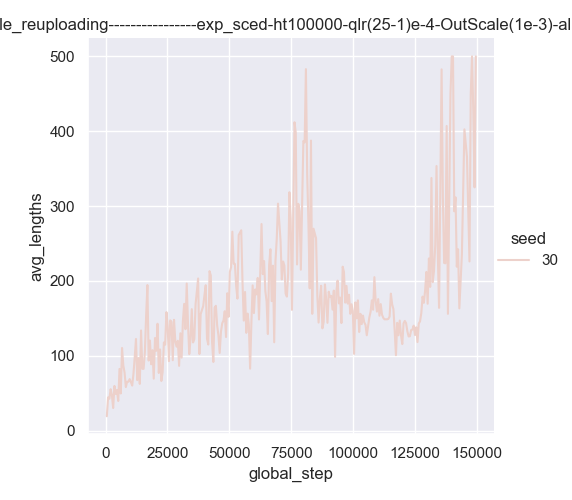 le_reuploading----------------exp_sced-ht100000-qlr(25-1)e-4-OutScale(1e-3)-al
500
400
300
200
100
0
avg_lengths
0 25000 50000 75000 100000 125000 150000
global_step
seed
30